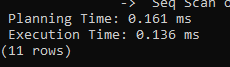 -> Seq Scan o
Planning Time: 0.161 ms
Execution Time: 0.136 ms
(11 rows)